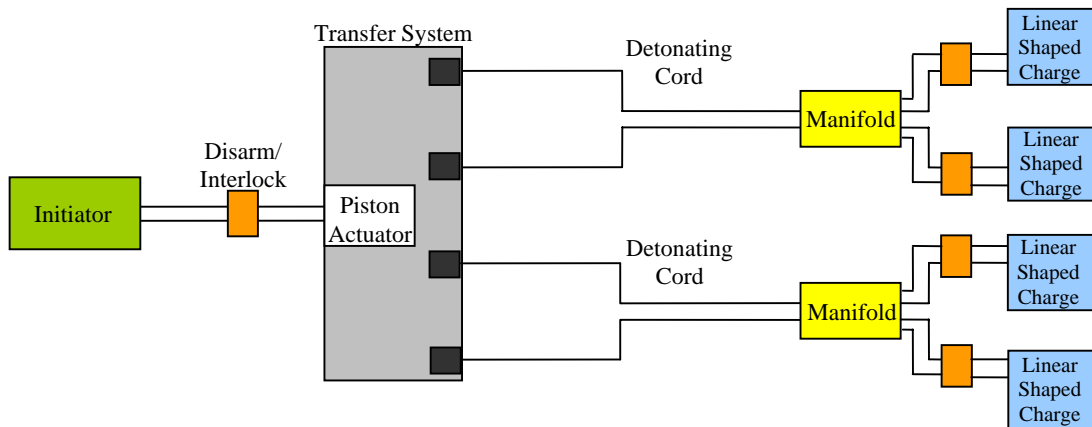 Transfer System
Detonating
Cord
Linear
Shaped
Charge
Manifold
Disarm/
Interlock
Linear
Shaped
Charge
Initiator
Piston
Actuator
Detonating
Cord
Linear
Shaped
Charge
Manifold
Linear
Shaped
Charge